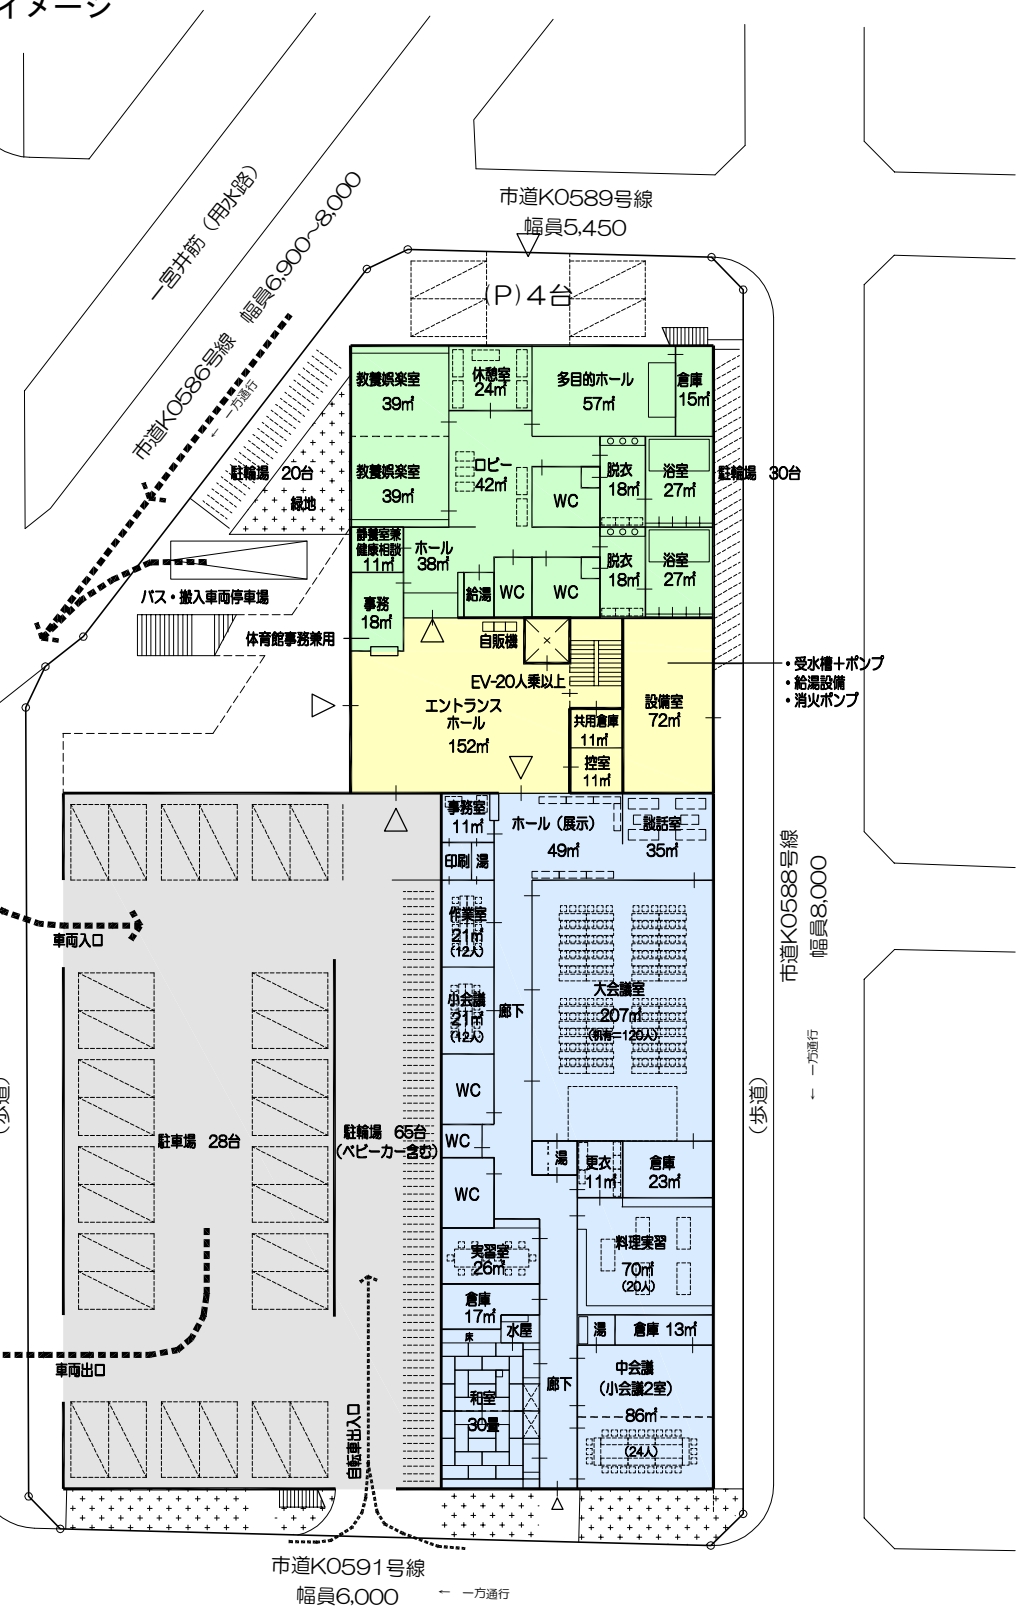 イメージ
市道K0589号線
幅員5,450
一宮井筋（用水路）
市道K0586号線　幅員6,900～8,000
← 一方通行
(P)4台
教養娯楽室
39㎡
休憩室
24㎡
多目的ホール
57㎡
倉庫
15㎡
教養娯楽室
39㎡
ロビー
42㎡
WC
脱衣
18㎡
浴室
27㎡
駐輪場　30台
駐輪場　20台
緑地
静養室兼
健康相談
11㎡
ホール
38㎡
給湯
WC
WC
脱衣
18㎡
浴室
27㎡
バス・搬入車両停車場
事務
18㎡
体育館事務兼用
自販機
EV-20人乗以上
エントランス
ホール
152㎡
共用倉庫
11㎡
控室
11㎡
設備室
72㎡
・受水槽＋ポンプ
・給湯設備
・消火ポンプ
事務室
11㎡
ホール（展示）
49㎡
談話室
35㎡
印刷
湯
作業室
21㎡
(12人)
車両入口
小会議
21㎡
(12人)
廊下
大会議室
207㎡
(机有=120人)
市道K0588号線
幅員8,000
← 一方通行
(歩道)
(歩道)
WC
駐車場　28台
駐輪場　65台
(ベビーカー含む)
WC
WC
湯
更衣
11㎡
倉庫
23㎡
実習室
26㎡
料理実習
70㎡
(20人)
倉庫
17㎡
水屋
床
湯
倉庫 13㎡
車両出口
和室
30畳
廊下
中会議
(小会議2室)
86㎡
(24人)
自転車出入口
市道K0591号線
幅員6,000
← 一方通行